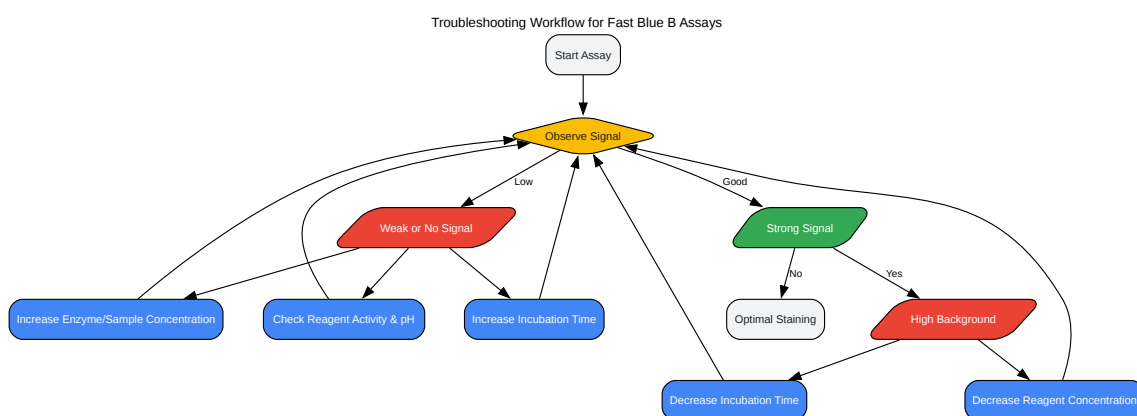 Troubleshooting Workflow for Fast Blue B Assays
Start Assay
Observe Signal
Low
Good
Weak or No Signal
Strong Signal
No
Yes
Increase Enzyme/Sample Concentration
Check Reagent Activity & pH
Increase Incubation Time
Optimal Staining
High Background
Decrease Incubation Time
Decrease Reagent Concentration